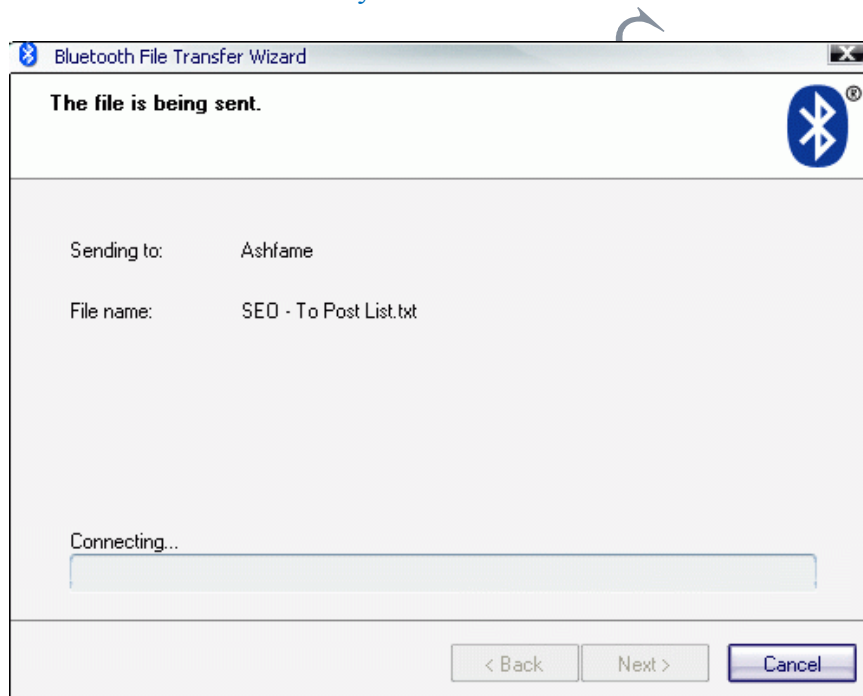 Bluetooth File Transfer Wizard
The file is being sent.
®
Sending to: Ashfame
File name: SEO - To Post List.txt
Connecting...
< Back Next > Cancel